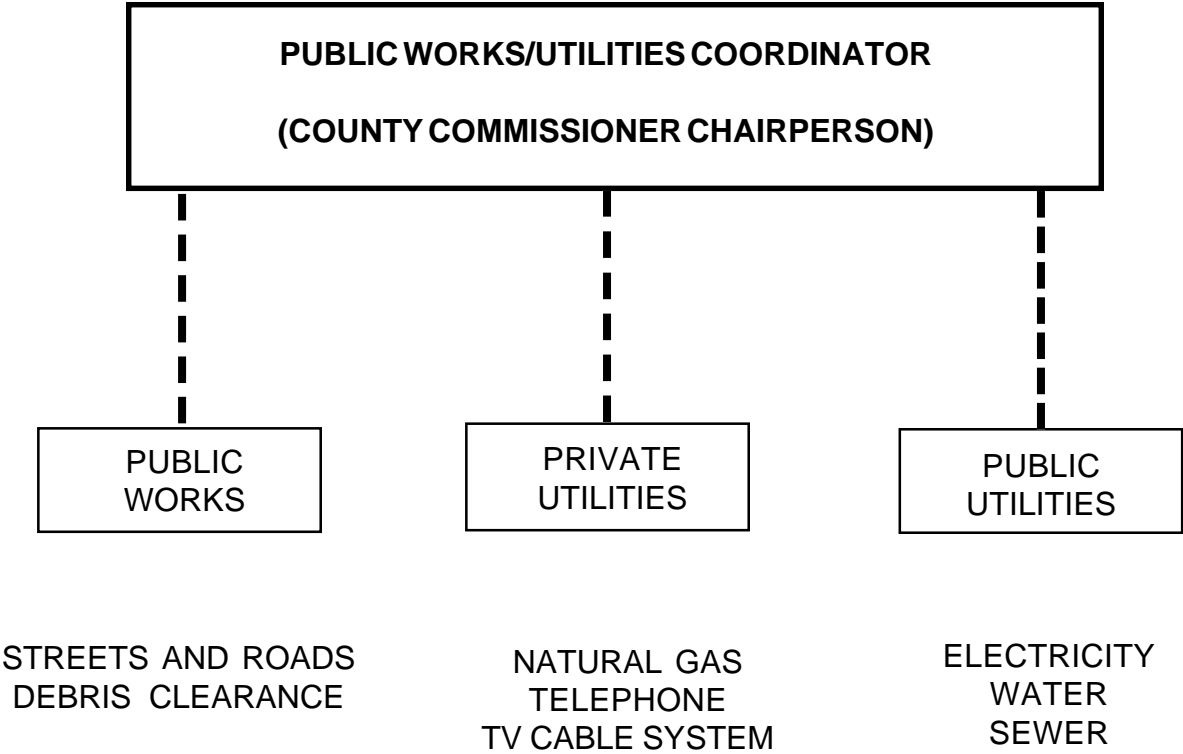 PUBLIC WORKS/UTILITIES COORDINATOR
(COUNTY COMMISSIONER CHAIRPERSON)
PUBLIC
WORKS
PRIVATE
UTILITIES
PUBLIC
UTILITIES
STREETS AND ROADS
DEBRIS CLEARANCE
NATURAL GAS
TELEPHONE
TV CABLE SYSTEM
ELECTRICITY
WATER
SEWER